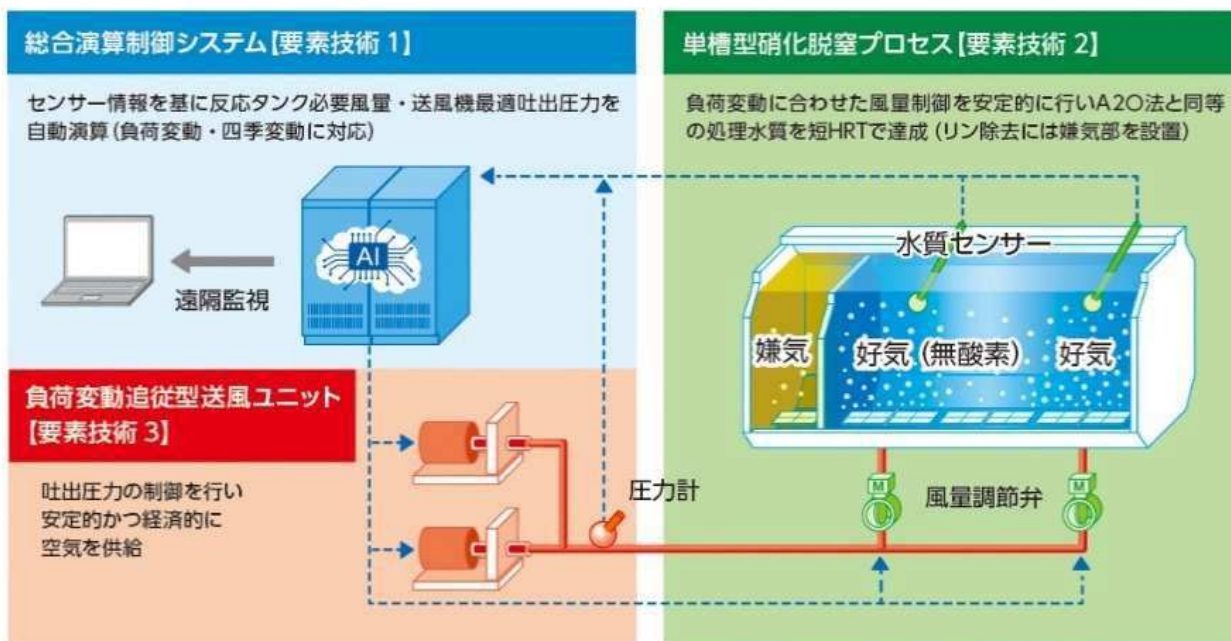 総合演算制御システム【要素技術 1】
センサー情報を基に反応タンク必要風量・送風機最適吐出圧力を
自動演算(負荷変動・四季変動に対応)
AI
遠隔監視
単槽型硝化脱窒プロセス【要素技術 2】
負荷変動に合わせた風量制御を安定的に行いA2O法と同等
の処理水質を短HRTで達成 (リン除去には嫌気部を設置)
水質センサー
嫌気
好気 (無酸素)
好気
M
M
風量調節弁
負荷変動追従型送風ユニット
【要素技術 3】
吐出圧力の制御を行い
安定的かつ経済的に
空気を供給
圧力計